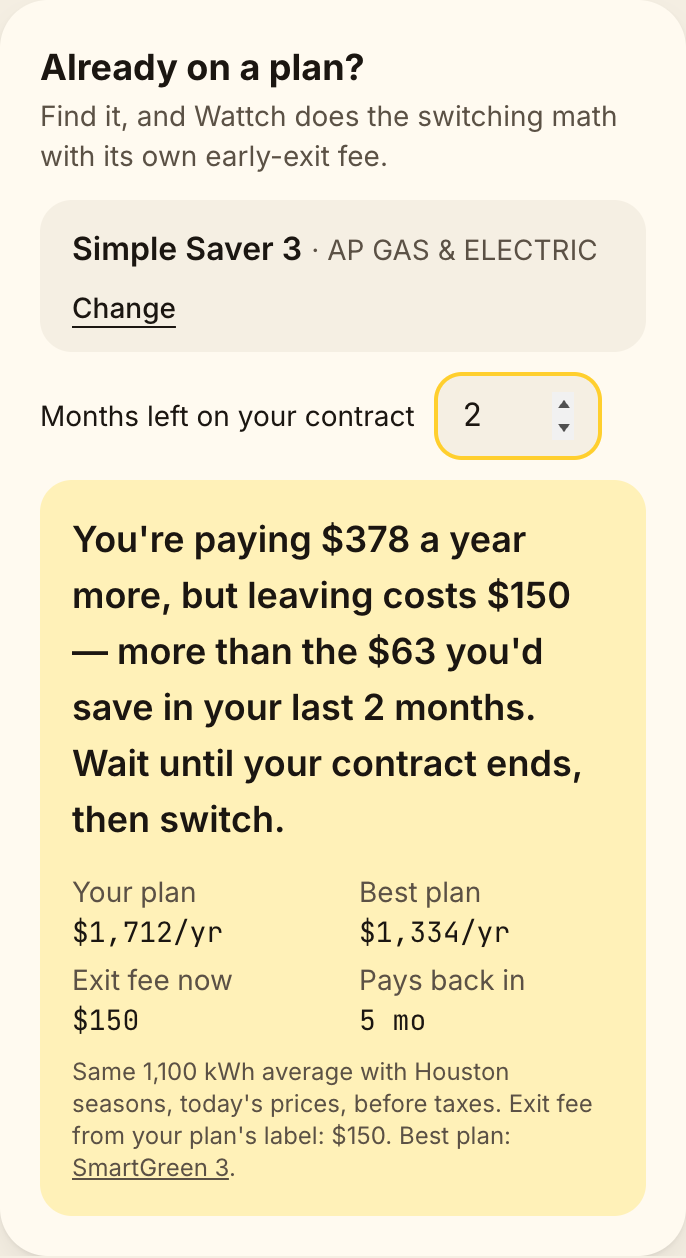 Already on a plan?
Find it, and Wattch does the switching math
with its own early-exit fee.
Simple Saver 3 · AP GAS & ELECTRIC
Change
Months left on your contract 2
You're paying $378 a year
more, but leaving costs $150
— more than the $63 you'd
save in your last 2 months.
Wait until your contract ends,
then switch.
Your plan Best plan
$1,712/yr $1,334/yr
Exit fee now Pays back in
$150 5 mo
Same 1,100 kWh average with Houston
seasons, today's prices, before taxes. Exit fee
from your plan's label: $150. Best plan:
SmartGreen 3.